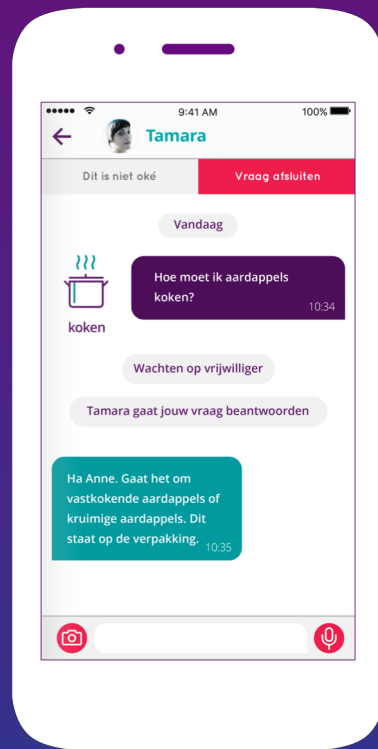 9:41 AM
100%
Tamara
Dit is niet oké
Vraag afsluiten
Vandaag
Hoe moet ik aardappels
koken?
10:34
koken
Wachten op vrijwilliger
Tamara gaat jouw vraag beantwoorden
Ha Anne. Gaat het om
vastkokende aardappels of
kruimige aardappels. Dit
staat op de verpakking.
10:35